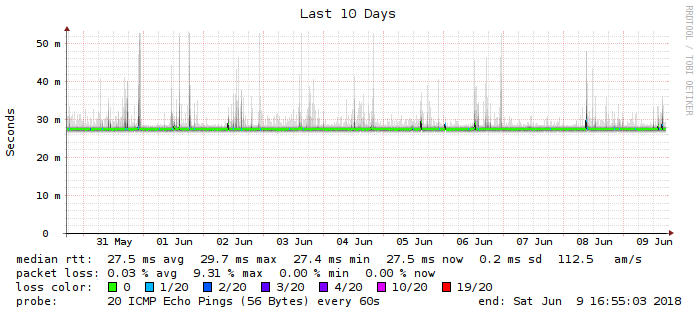 Last 10 Days
RRDTOOL / TOBI OETIKER
Seconds
50 m
40 m
30 m
20 m
10 m
0
31 May 01 Jun 02 Jun 03 Jun 04 Jun 05 Jun 06 Jun 07 Jun 08 Jun 09 Jun
median rtt: 27.5 ms avg 29.7 ms max 27.4 ms min 27.5 ms now 0.2 ms sd 112.5 am/s
packet loss: 0.03 % avg 9.31 % max 0.00 % min 0.00 % now
loss color: 0 1/20 2/20 3/20 4/20 10/20 19/20
probe: 20 ICMP Echo Pings (56 Bytes) every 60s end: Sat Jun 9 16:55:03 2018